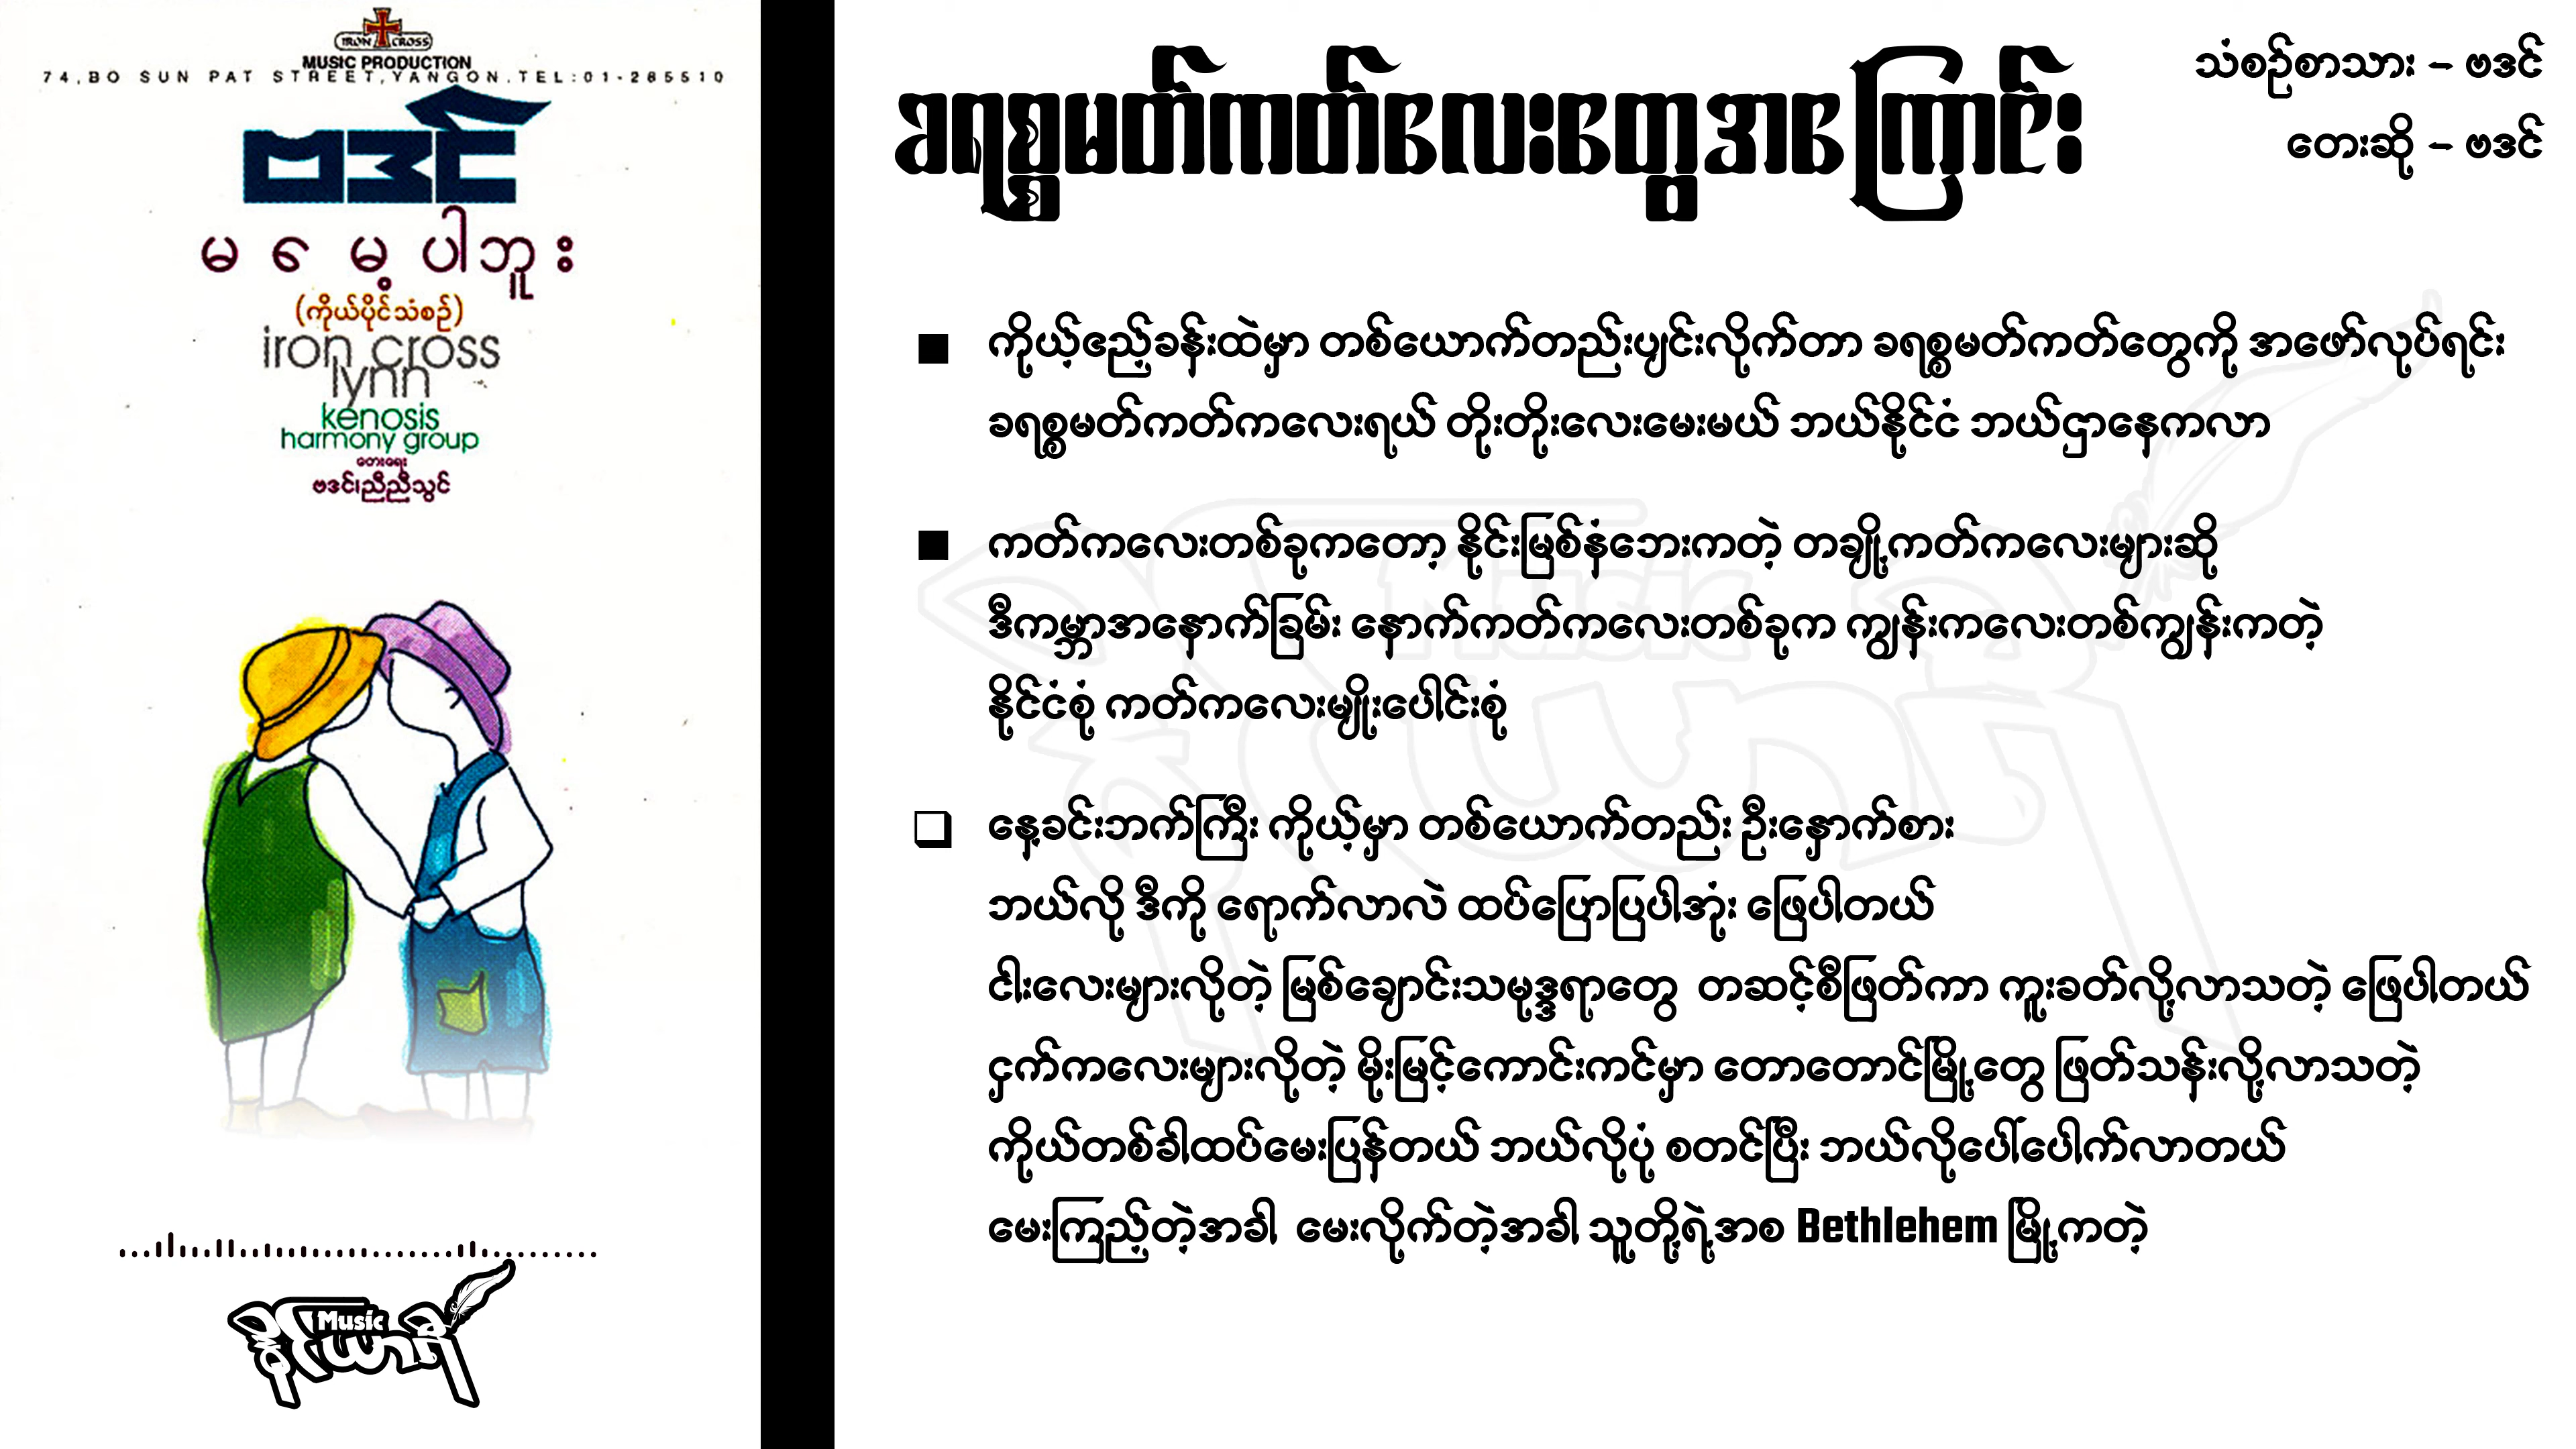 IRON CROSS
MUSIC PRODUCTION
74,BO SUN PAT STREET,YANGON.TEL:01-285510
ဗဒင်
မ ၈ မ့ ပါဘူး
(ကိုယ်ပိုင်သံစဉ်)
iron cross
lynn
kenosis
harmony group
တေးရေး
ဗဒင်၊ညီညီသွင်
Music
ခရစ္စမတ်ကတ်လေးတွေအကြောင်း
သံစဉ်စာသား - ဗဒင်
တေးဆို - ဗဒင်
ကိုယ့်ဧည့်ခန်းထဲမှာ တစ်ယောက်တည်းပျင်းလိုက်တာ ခရစ္စမတ်ကတ်တွေကို အဖော်လုပ်ရင်း
ခရစ္စမတ်ကတ်ကလေးရယ် တိုးတိုးလေးမေးမယ် ဘယ်နိုင်ငံ ဘယ်ဌာနေကလာ
ကတ်ကလေးတစ်ခုကတော့ နိုင်းမြစ်နံဘေးကတဲ့ တချို့ကတ်ကလေးများဆို
ဒီကမ္ဘာအနောက်ခြမ်း နောက်ကတ်ကလေးတစ်ခုက ကျွန်းကလေးတစ်ကျွန်းကတဲ့
နိုင်ငံစုံ ကတ်ကလေးမျိုးပေါင်းစုံ
နေ့ခင်းဘက်ကြီး ကိုယ့်မှာ တစ်ယောက်တည်း ဦးနှောက်စား
ဘယ်လို ဒီကို ရောက်လာလဲ ထပ်ပြောပြပါအုံး ဖြေပါတယ်
ငါးလေးများလိုတဲ့ မြစ်ချောင်းသမုဒ္ဒရာတွေ တဆင့်စီဖြတ်ကာ ကူးခတ်လို့လာသတဲ့ ဖြေပါတယ်
ငှက်ကလေးများလိုတဲ့ မိုးမြင့်ကောင်းကင်မှာ တောတောင်မြို့တွေ ဖြတ်သန်းလို့လာသတဲ့
ကိုယ်တစ်ခါထပ်မေးပြန်တယ် ဘယ်လိုပုံ စတင်ပြီး ဘယ်လိုပေါ်ပေါက်လာတယ်
မေးကြည့်တဲ့အခါ မေးလိုက်တဲ့အခါ သူတို့ရဲ့အစ Bethlehem မြို့ကတဲ့